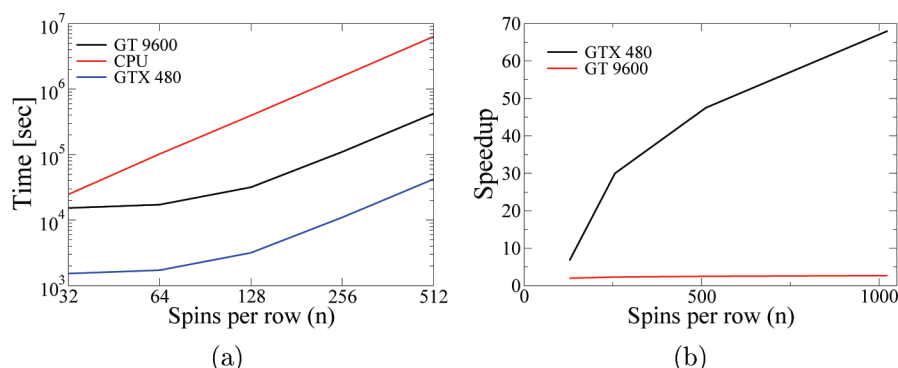 10^7
10^6
10^5
10^4
10^3
Time [sec]
GT 9600
CPU
GTX 480
32
64
128
256
512
Spins per row (n)
(a)
70
60
50
40
30
20
10
0
Speedup
GTX 480
GT 9600
0
500
1000
Spins per row (n)
(b)